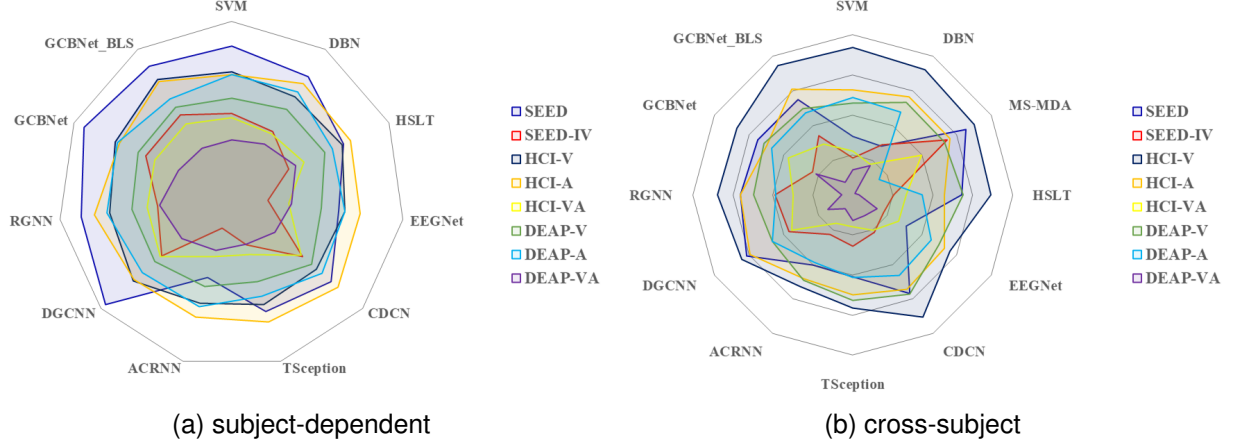 SVM
GCBNet_BLS
DBN
GCBNet
HSLT
RGNN
EEGNet
DGCNN
CDCN
ACRNN
TSception
SEED
SEED-IV
HCI-V
HCI-A
HCI-VA
DEAP-V
DEAP-A
DEAP-VA
(a) subject-dependent
SVM
GCBNet_BLS
DBN
GCBNet
MS-MDA
RGNN
HSLT
DGCNN
EEGNet
ACRNN
CDCN
TSception
SEED
SEED-IV
HCI-V
HCI-A
HCI-VA
DEAP-V
DEAP-A
DEAP-VA
(b) cross-subject